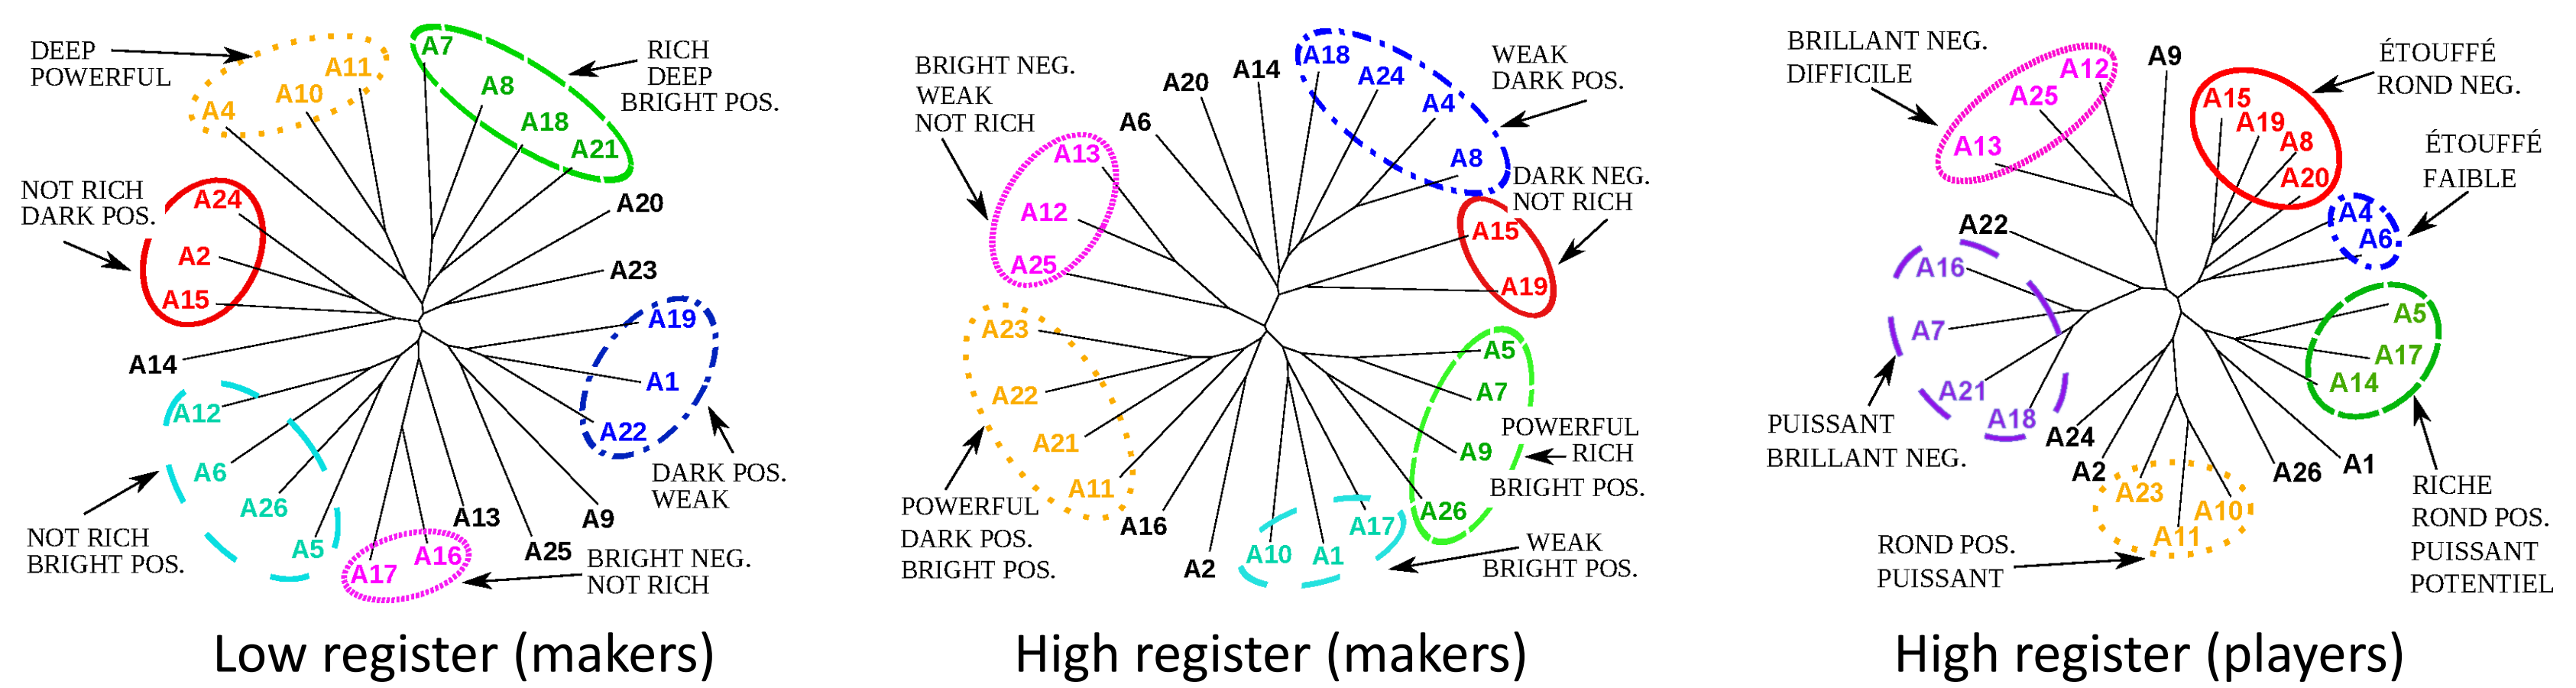 DEEP
POWERFUL
A4
A10
A11
A7
A8
A18
A21
RICH
DEEP
BRIGHT POS.
NOT RICH
DARK POS.
A24
A2
A15
A20
A23
A14
A19
A1
A22
DARK POS.
WEAK
A12
A6
A26
A5
NOT RICH
BRIGHT POS.
A17
A16
A13
A25
A9
BRIGHT NEG.
NOT RICH
Low register (makers)
BRIGHT NEG.
WEAK
NOT RICH
A13
A12
A25
A6
A20
A14
A18
A24
A4
A8
WEAK
DARK POS.
DARK NEG.
NOT RICH
A15
A19
A23
A22
A21
A11
POWERFUL
DARK POS.
BRIGHT POS.
A16
A2
A10
A1
A17
WEAK
BRIGHT POS.
A5
A7
A9
A26
POWERFUL
RICH
BRIGHT POS.
High register (makers)
BRILLANT NEG.
DIFFICILE
A12
A25
A13
A9
A15
A19
A8
A20
ÉTOUFFÉ
ROND NEG.
ÉTOUFFÉ
FAIBLE
A4
A6
A22
A16
A7
A21
A18
PUISSANT
BRILLANT NEG.
A5
A17
A14
A24
A2
A23
A11
A10
A26
A1
ROND POS.
PUISSANT
RICHE
ROND POS.
PUISSANT
POTENTIEL
High register (players)